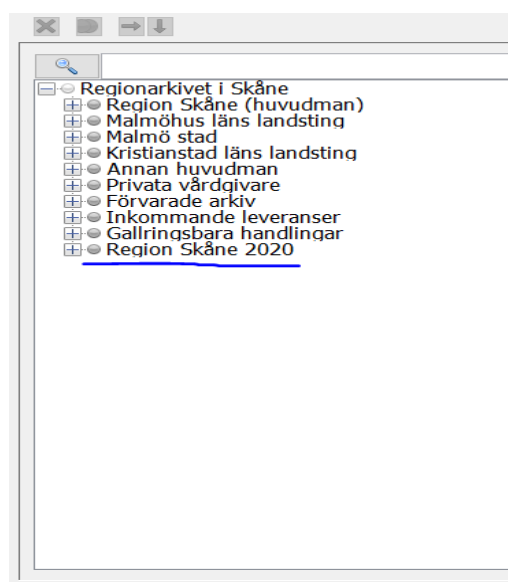 Regionarkivet i Skåne
Region Skåne (huvudman)
Malmöhus läns landsting
Malmö stad
Kristianstad läns landsting
Annan huvudman
Privata vårdgivare
Förvarade arkiv
Inkommande leveranser
Gallringsbara handlingar
Region Skåne 2020